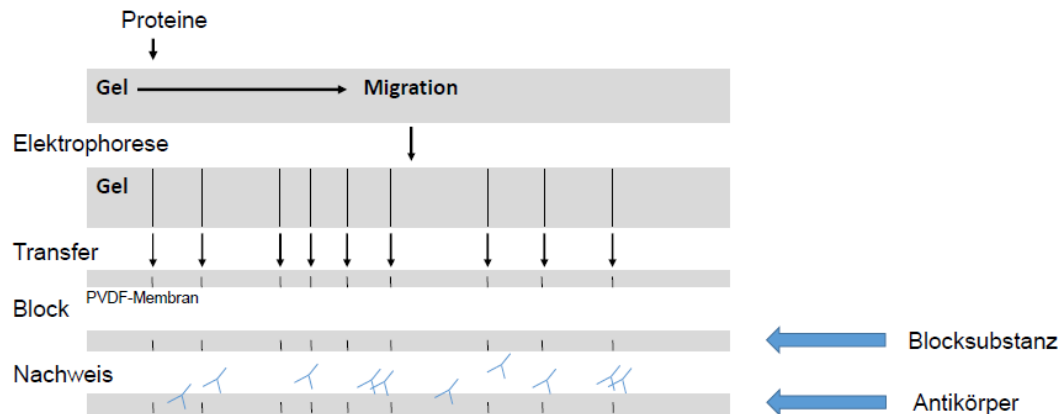 Proteine
Gel Migration
Elektrophorese
Gel
Transfer
PVDF-Membran
Block
Blocksubstanz
Nachweis
Antikörper